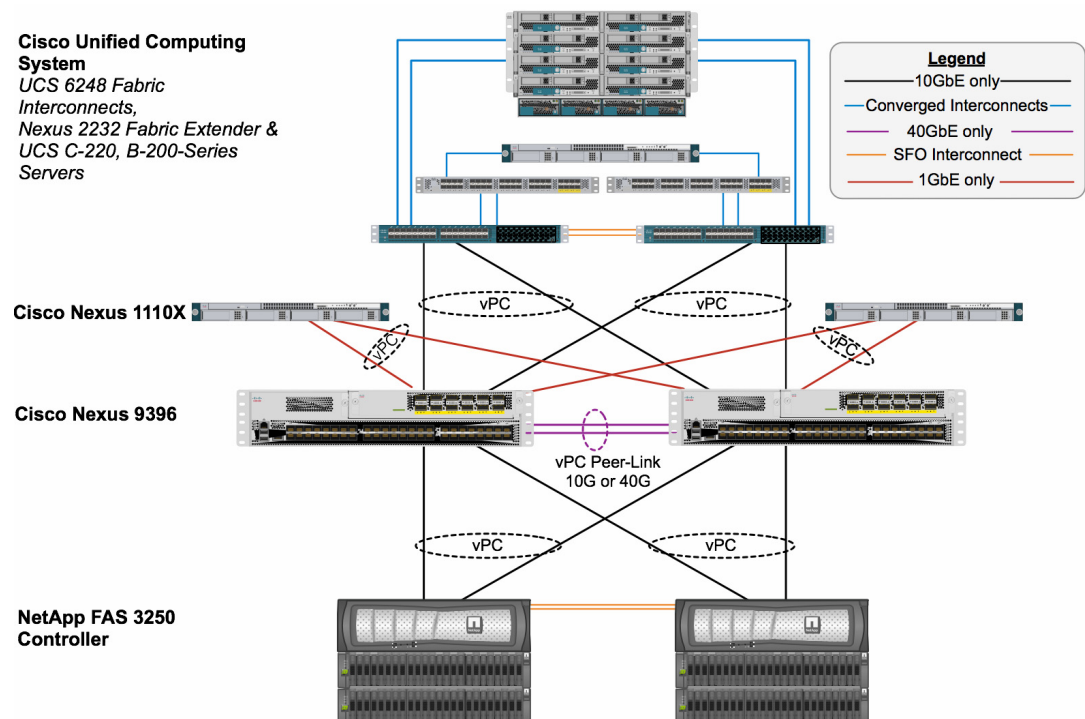 Cisco Unified Computing
System
UCS 6248 Fabric
Interconnects,
Nexus 2232 Fabric Extender &
UCS C-220, B-200-Series
Servers
Legend
10GbE only
Converged Interconnects
40GbE only
SFO Interconnect
1GbE only
vPC
vPC
Cisco Nexus 1110X
vPC
vPC
Cisco Nexus 9396
vPC Peer-Link
10G or 40G
vPC
vPC
NetApp FAS 3250
Controller